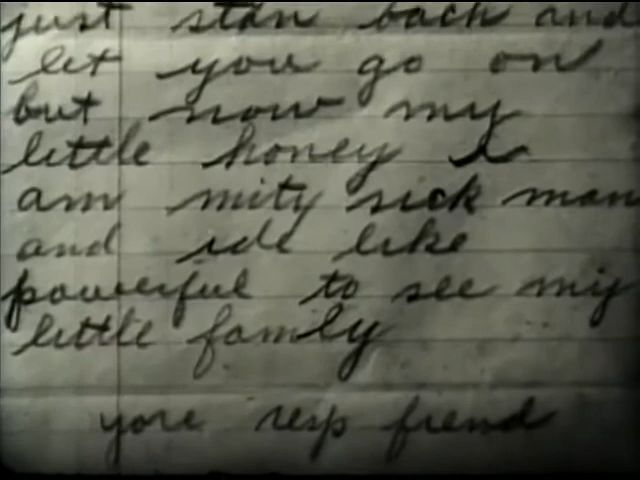 just stan back and
let you go on
but now my
little honey I
am mity sick man
and ide like
powerful to see my
little famly
yore resp friend